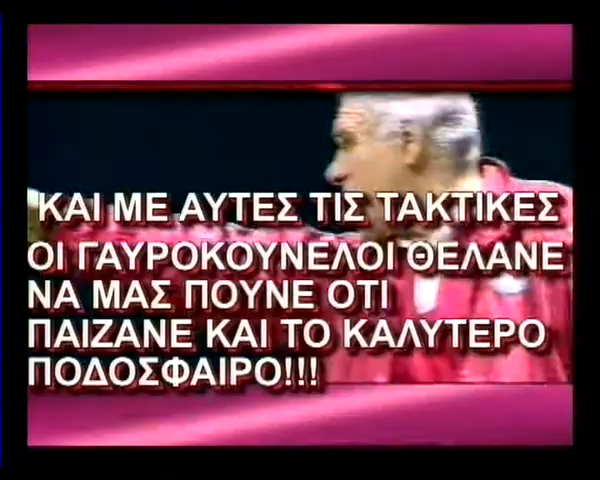 ΚΑΙ ΜΕ ΑΥΤΕΣ ΤΙΣ ΤΑΚΤΙΚΕΣ
ΟΙ ΓΑΥΡΟΚΟΥΝΕΛΟΙ ΘΕΛΑΝΕ
ΝΑ ΜΑΣ ΠΟΥΝΕ ΟΤΙ
ΠΑΙΖΑΝΕ ΚΑΙ ΤΟ ΚΑΛΥΤΕΡΟ
ΠΟΔΟΣΦΑΙΡΟ!!!